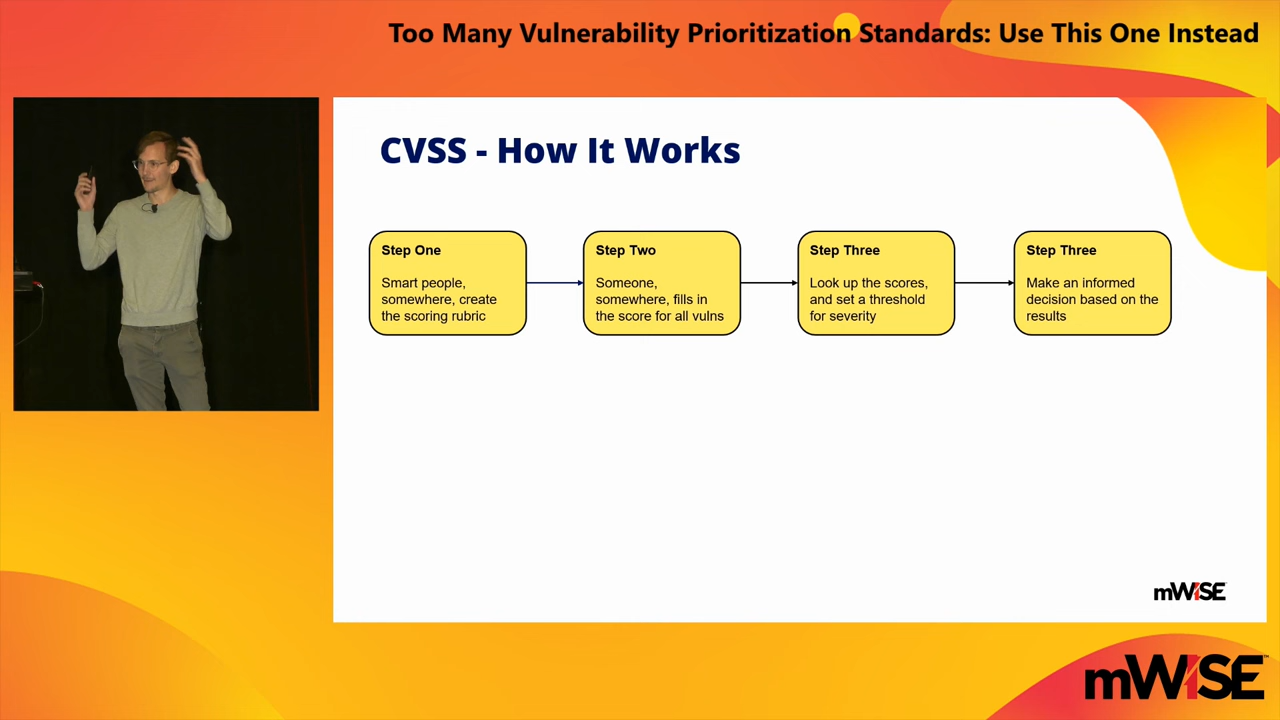 Too Many Vulnerability Prioritization Standards: Use This One Instead
CVSS - How It Works
Step One
Smart people,
somewhere, create
the scoring rubric
Step Two
Someone,
somewhere, fills in
the score for all vulns
Step Three
Look up the scores,
and set a threshold
for severity
Step Three
Make an informed
decision based on the
results
mWISE
mWISE™